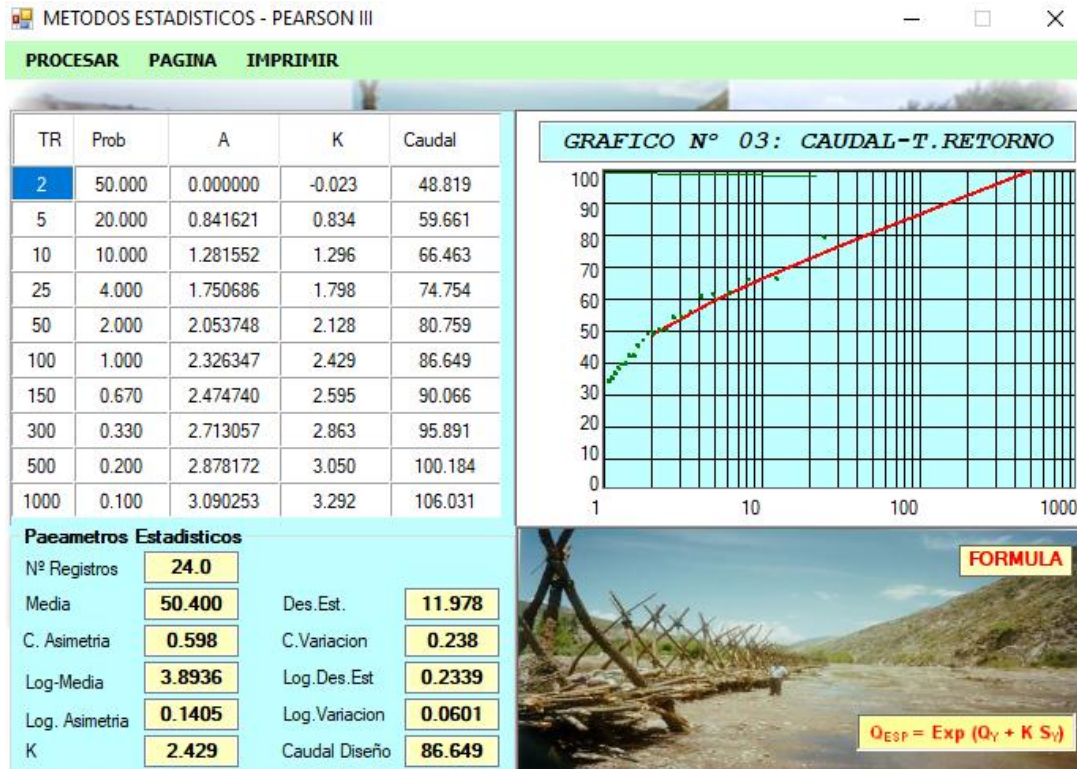 METODOS ESTADISTICOS - PEARSON III
PROCESAR PAGINA IMPRIMIR
TR Prob A K Caudal
2 50.000 0.000000 -0.023 48.819
5 20.000 0.841621 0.834 59.661
10 10.000 1.281552 1.296 66.463
25 4.000 1.750686 1.798 74.754
50 2.000 2.053748 2.128 80.759
100 1.000 2.326347 2.429 86.649
150 0.670 2.474740 2.595 90.066
300 0.330 2.713057 2.863 95.891
500 0.200 2.878172 3.050 100.184
1000 0.100 3.090253 3.292 106.031
GRAFICO Nº 03: CAUDAL-T.RETORNO
100
90
80
70
60
50
40
30
20
10
0
1 10 100 1000
Paeametros Estadisticos
Nº Registros 24.0
Media 50.400 Des.Est. 11.978
C. Asimetria 0.598 C.Variacion 0.238
Log-Media 3.8936 Log.Des.Est 0.2339
Log. Asimetria 0.1405 Log.Variacion 0.0601
K 2.429 Caudal Diseño 86.649
FORMULA
QESP = Exp (QY + K SY)